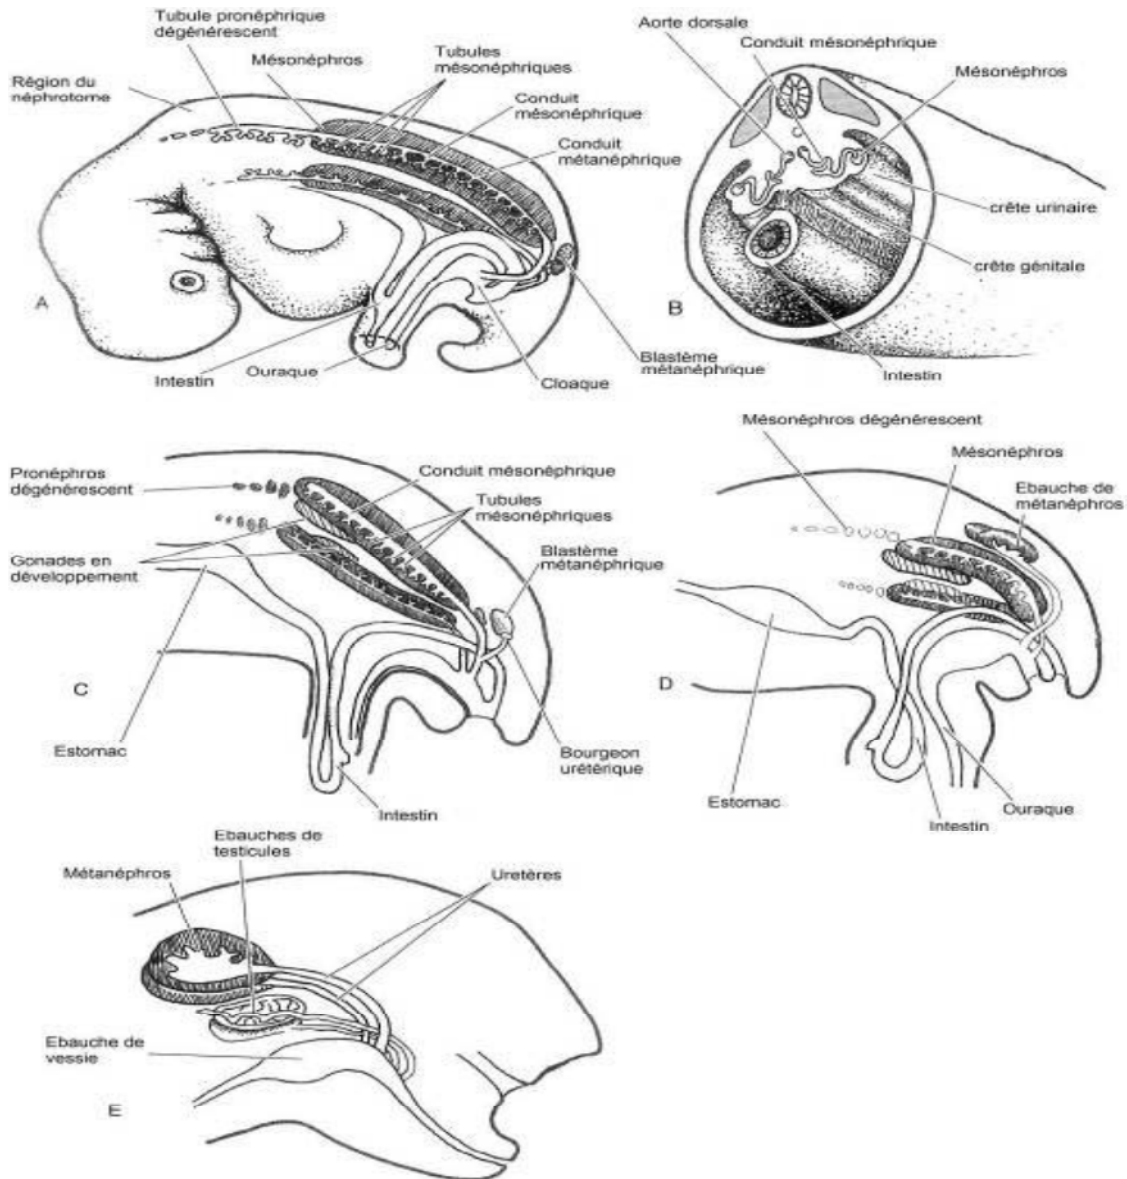 Tubule pronéphrique
dégénérescent
Mésonéphros
Tubules
mésonéphriques
Région du
néphrotome
Conduit
mésonéphrique
Conduit
métanéphrique
A
Intestin
Ouraque
Cloaque
Blastème
métanéphrique
Aorte dorsale
Conduit mésonéphrique
Mésonéphros
crête urinaire
crête génitale
B
Intestin
Pronéphros
dégénérescent
Conduit mésonéphrique
Tubules
mésonéphriques
Gonades en
développement
Blastème
métanéphrique
C
Estomac
Bourgeon
urétérique
Intestin
Mésonéphros dégénérescent
Mésonéphros
Ebauche de
métanéphros
D
Estomac
Ouraque
Intestin
Ebauches de
testicules
Métanéphros
Uretères
Ebauche de
vessie
E